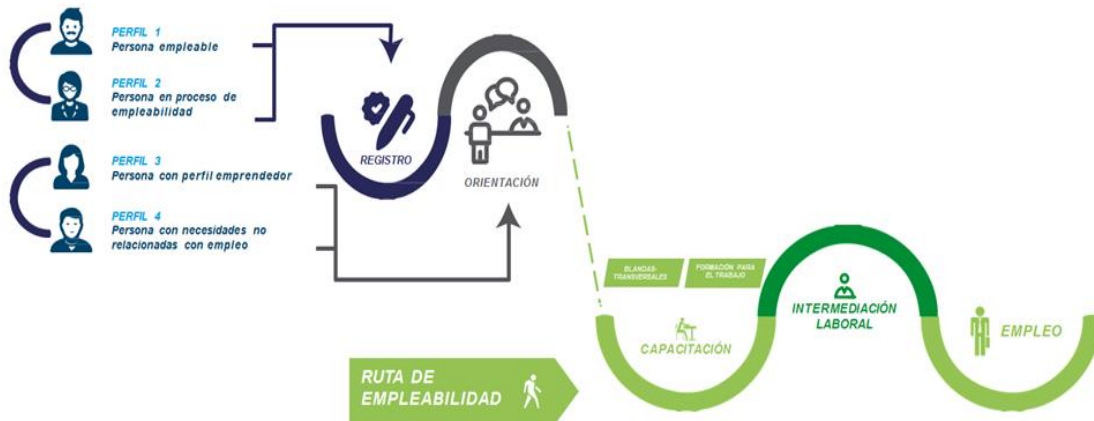 PERFIL 1
Persona empleable
PERFIL 2
Persona en proceso de
empleabilidad
PERFIL 3
Persona con perfil emprendedor
PERFIL 4
Persona con necesidades no
relacionadas con empleo
REGISTRO
ORIENTACIÓN
BLANDAS-
TRANSVERSALES
FORMACIÓN PARA
EL TRABAJO
CAPACITACIÓN
INTERMEDIACIÓN
LABORAL
EMPLEO
RUTA DE
EMPLEABILIDAD